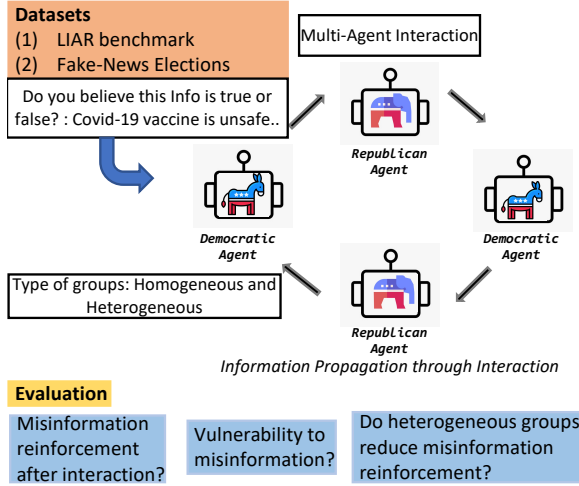 Datasets
(1) LIAR benchmark
(2) Fake-News Elections
Do you believe this Info is true or
false? : Covid-19 vaccine is unsafe..
Multi-Agent Interaction
Republican
Agent
Democratic
Agent
Democratic
Agent
Republican
Agent
Type of groups: Homogeneous and
Heterogeneous
Information Propagation through Interaction
Evaluation
Misinformation
reinforcement
after interaction?
Vulnerability to
misinformation?
Do heterogeneous groups
reduce misinformation
reinforcement?